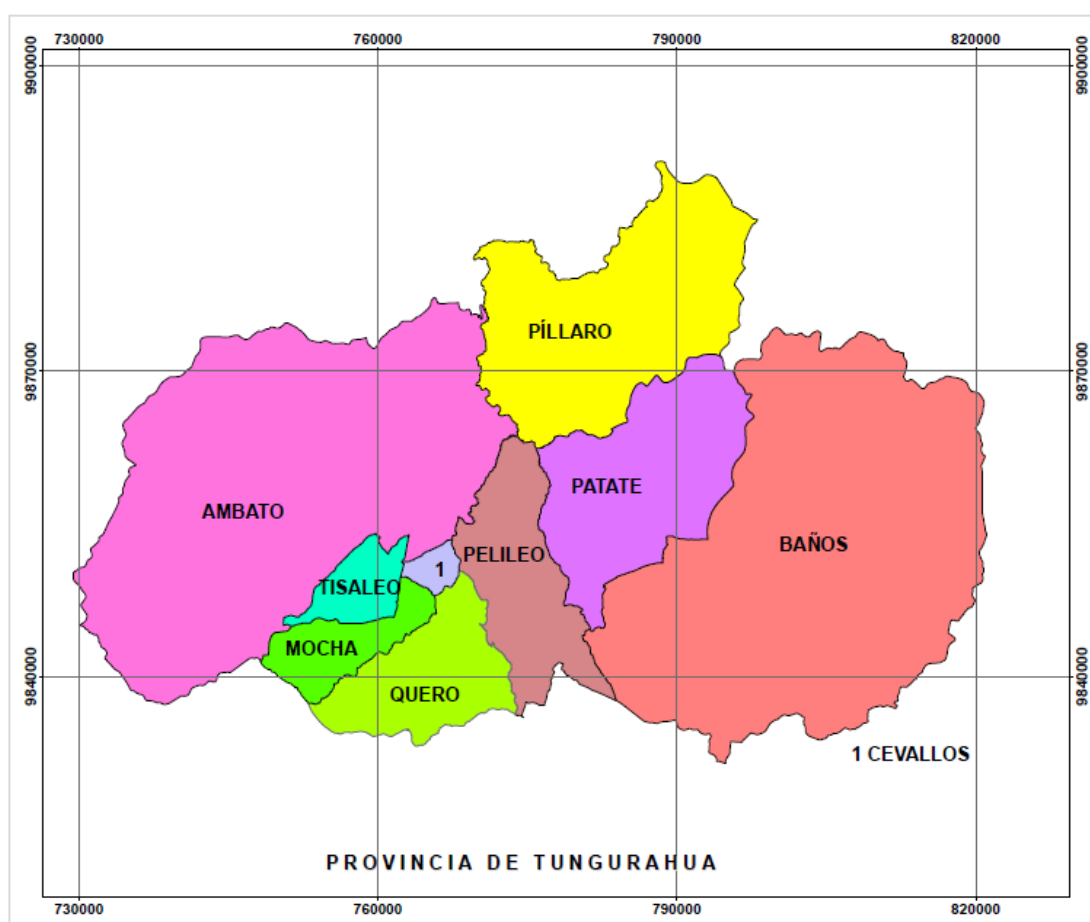 730000 760000 790000 820000
9900000 9900000
PÍLLARO
9870000 9870000
PATATE
AMBATO
BAÑOS
PELILEO
1
TISALEO
MOCHA
9840000 9840000
QUERO
1 CEVALLOS
PROVINCIA DE TUNGURAHUA
730000 760000 790000 820000